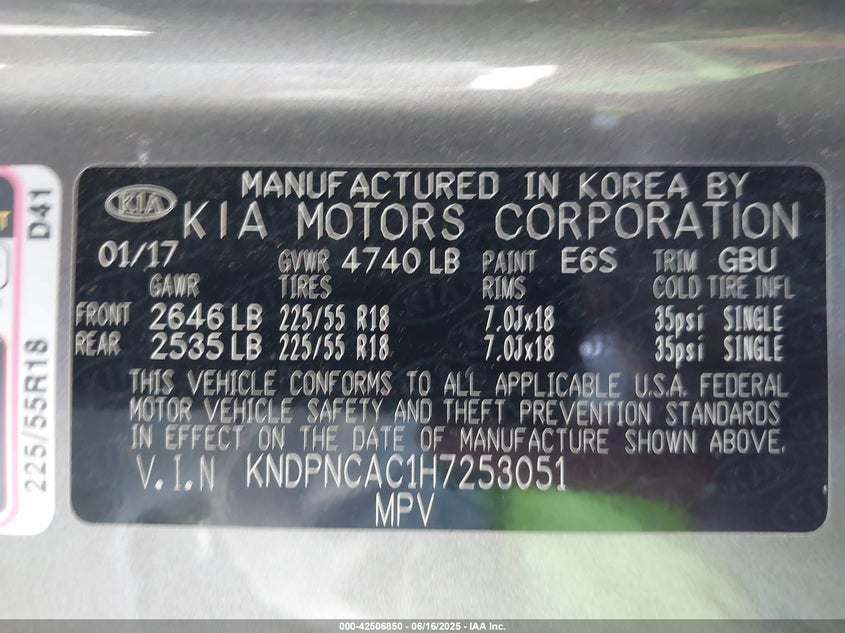 MANUFACTURED IN KOREA BY
KIA KIA MOTORS CORPORATION
01/17 GVWR 4740 LB PAINT E6S TRIM GBU
GAWR TIRES RIMS COLD TIRE INFL
FRONT 2646 LB 225/55 R18 7.0Jx18 35psi SINGLE
REAR 2535 LB 225/55 R18 7.0Jx18 35psi SINGLE
THIS VEHICLE CONFORMS TO ALL APPLICABLE U.S.A. FEDERAL
MOTOR VEHICLE SAFETY AND THEFT PREVENTION STANDARDS
IN EFFECT ON THE DATE OF MANUFACTURE SHOWN ABOVE.
V.I.N KNDPNCAC1H7253051
MPV
225/55R18 D41
000-42506850 - 06/16/2025 - IAA Inc.